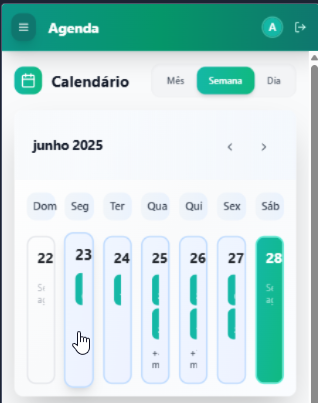 Agenda
A
Calendário
Mês Semana Dia
junho 2025
Dom Seg Ter Qua Qui Sex Sáb
22 23 24 25 26 27 28
+ +
m m